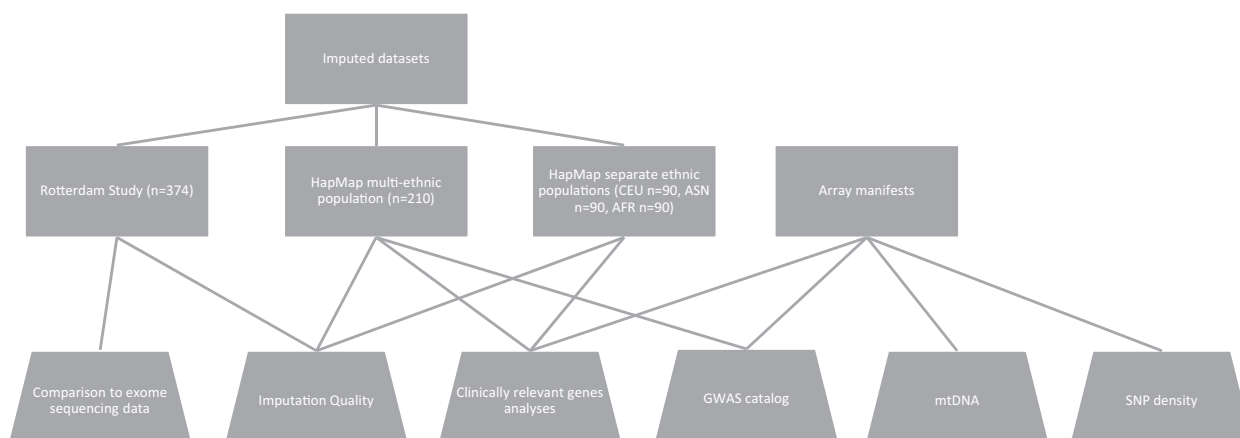 Imputed datasets
Rotterdam Study (n=374)
HapMap multi-ethnic
population (n=210)
HapMap separate ethnic
populations (CEU n=90, ASN
n=90, AFR n=90)
Array manifests
Comparison to exome
sequencing data
Imputation Quality
Clinically relevant genes
analyses
GWAS catalog
mtDNA
SNP density